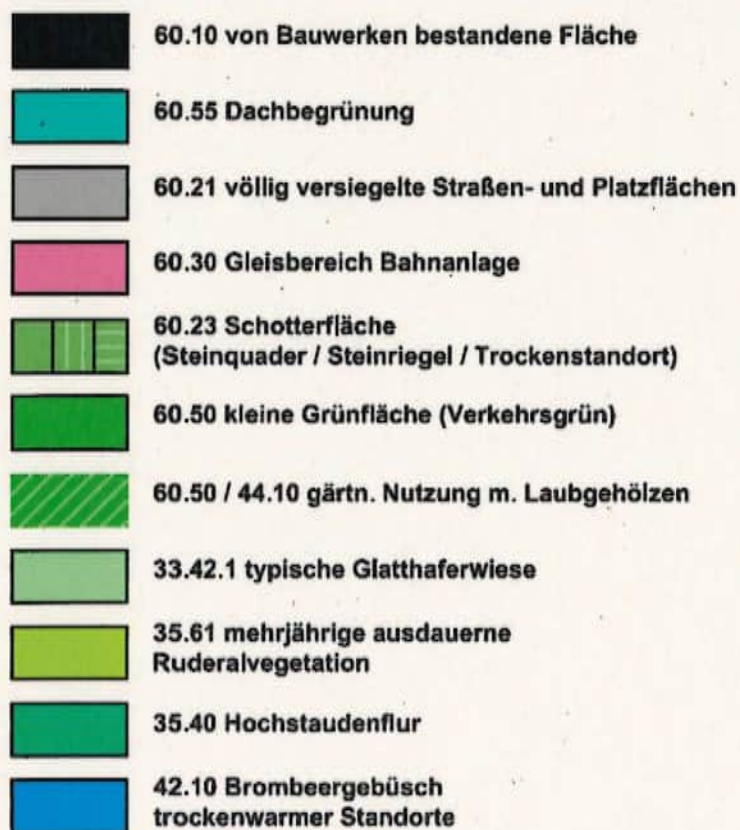 60.10 von Bauwerken bestandene Fläche
60.55 Dachbegrünung
60.21 völlig versiegelte Straßen- und Platzflächen
60.30 Gleisbereich Bahnanlage
60.23 Schotterfläche
(Steinquader / Steinriegel / Trockenstandort)
60.50 kleine Grünfläche (Verkehrsgrün)
60.50 / 44.10 gärtn. Nutzung m. Laubgehölzen
33.42.1 typische Glatthaferwiese
35.61 mehrjährige ausdauerne
Ruderalvegetation
35.40 Hochstaudenflur
42.10 Brombeergebüsch
trockenwarmer Standorte